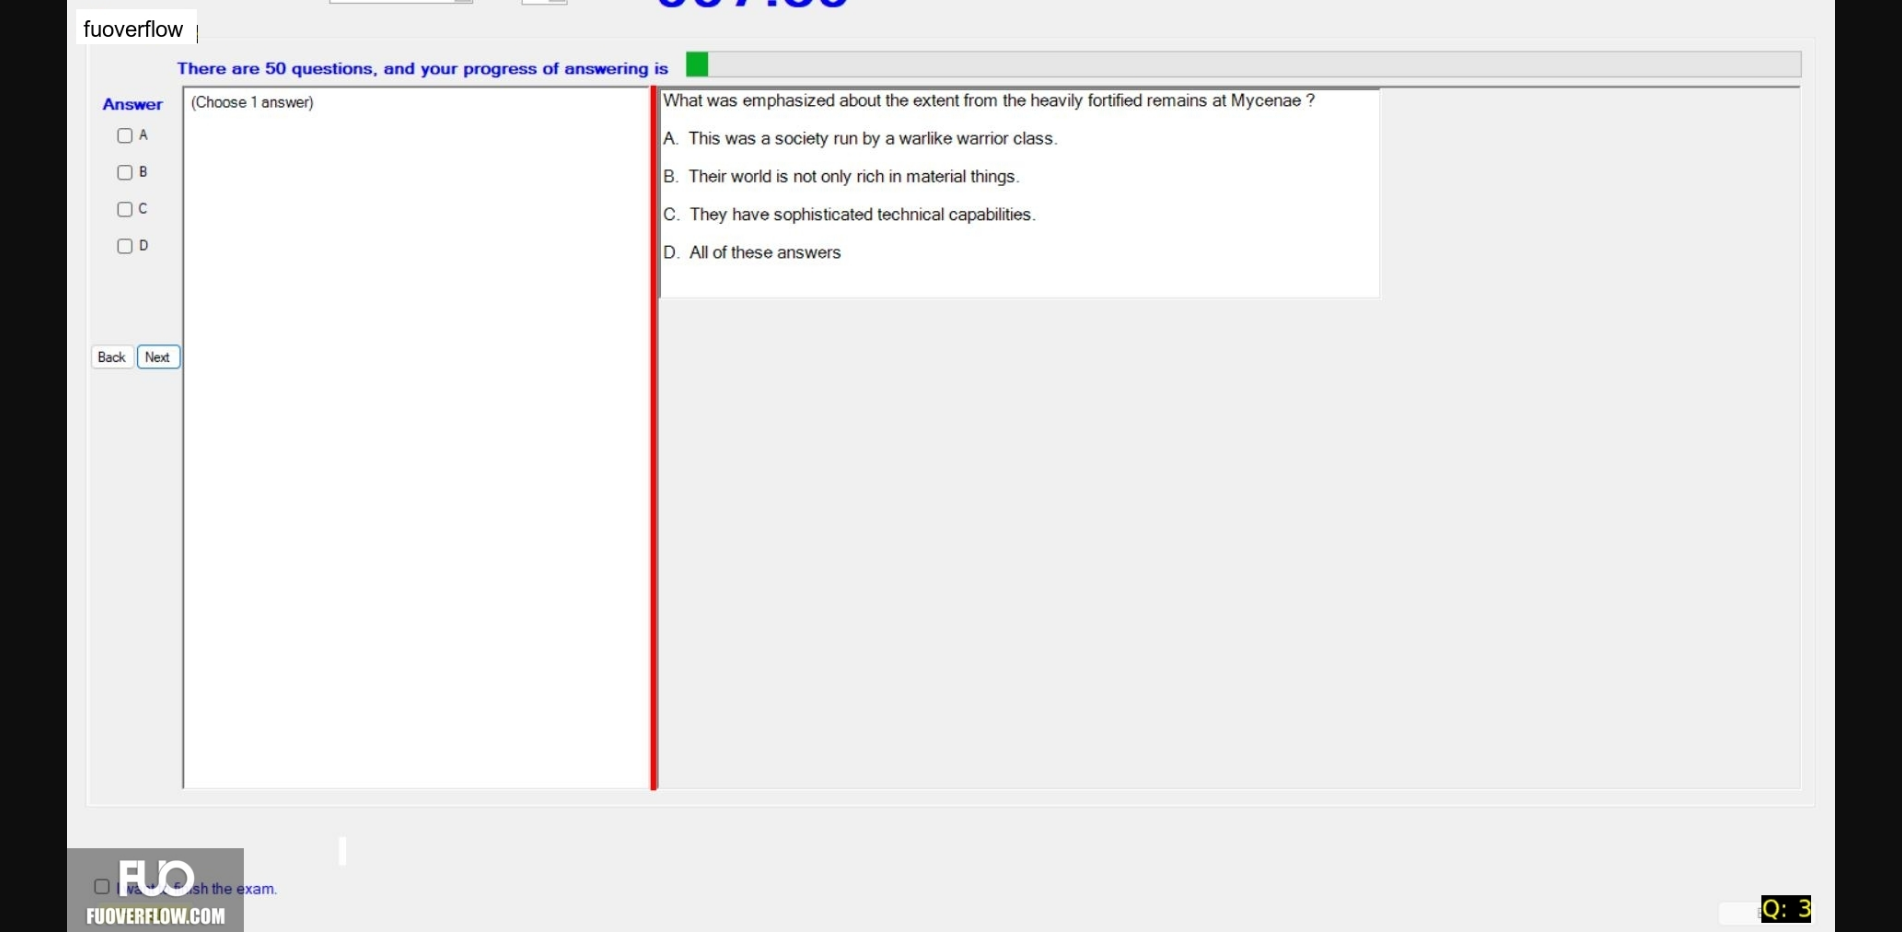 fuoverflow
There are 50 questions, and your progress of answering is
Answer
(Choose 1 answer)
A
B
C
D
Back Next
What was emphasized about the extent from the heavily fortified remains at Mycenae ?
A. This was a society run by a warlike warrior class.
B. Their world is not only rich in material things.
C. They have sophisticated technical capabilities.
D. All of these answers
FUO
sh the exam.
FUOVERFLOW.COM
Q: 3